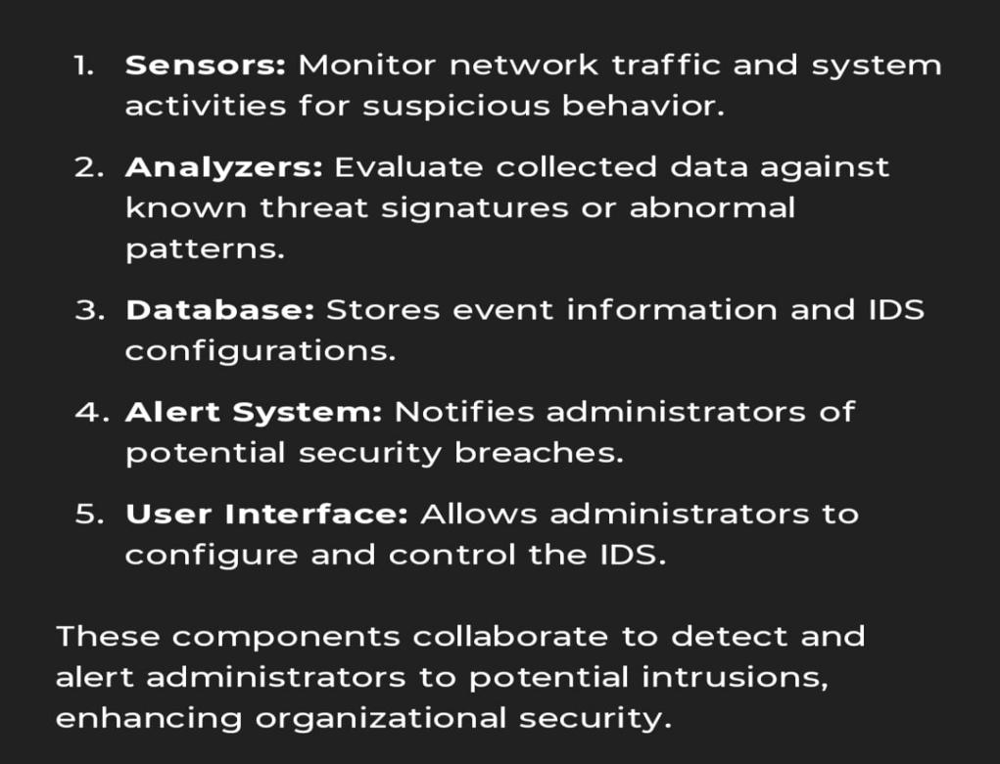 1. Sensors: Monitor network traffic and system
activities for suspicious behavior.
2. Analyzers: Evaluate collected data against
known threat signatures or abnormal
patterns.
3. Database: Stores event information and IDS
configurations.
4. Alert System: Notifies administrators of
potential security breaches.
5. User Interface: Allows administrators to
configure and control the IDS.
These components collaborate to detect and
alert administrators to potential intrusions,
enhancing organizational security.